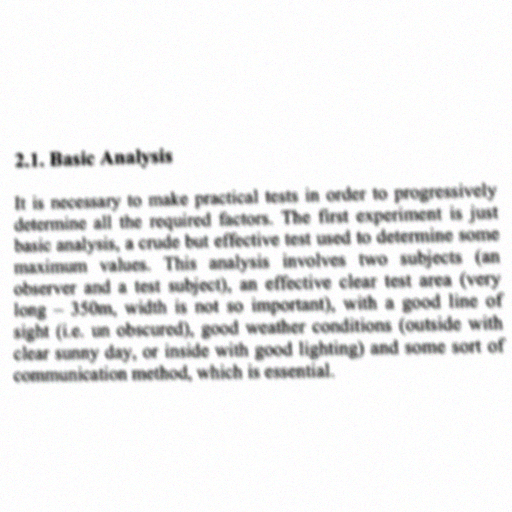 2.1. Basic Analysis
It is necessary to make practical tests in order to progressively
determine all the required factors. The first experiment is just
basic analysis, a crude but effective test used to determine some
maximum values. This analysis involves two subjects (an
observer and a test subject), an effective clear test area (very
long – 350m, width is not so important), with a good line of
sight (i.e. un obscured), good weather conditions (outside with
clear sunny day, or inside with good lighting) and some sort of
communication method, which is essential.